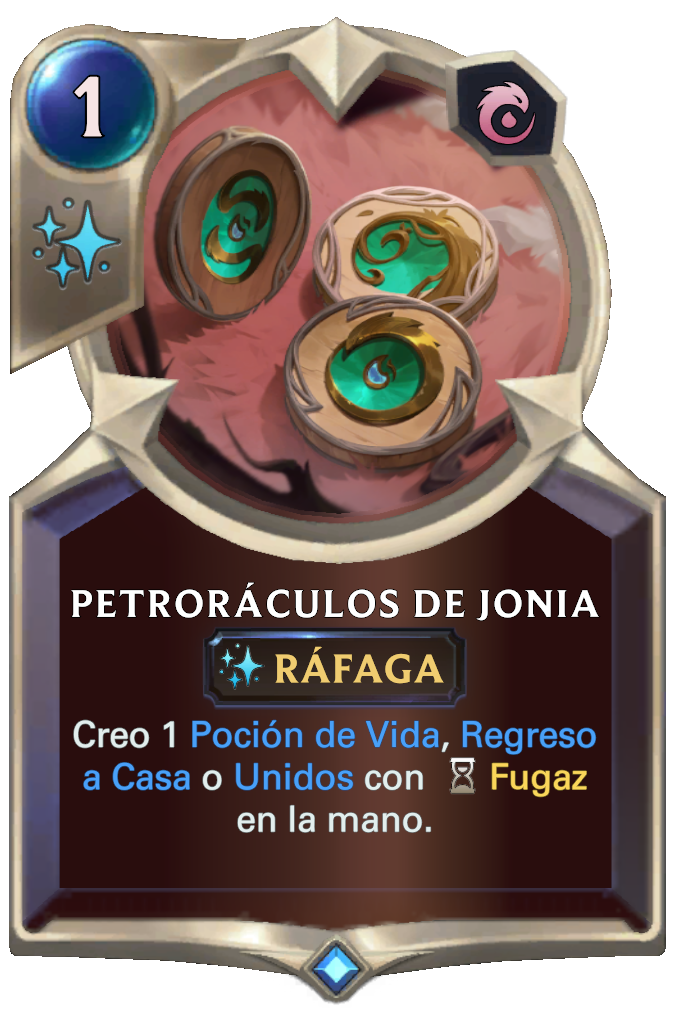 1
PETRORÁCULOS DE JONIA
RÁFAGA
Creo 1 Poción de Vida, Regreso
a Casa o Unidos con Fugaz
en la mano.